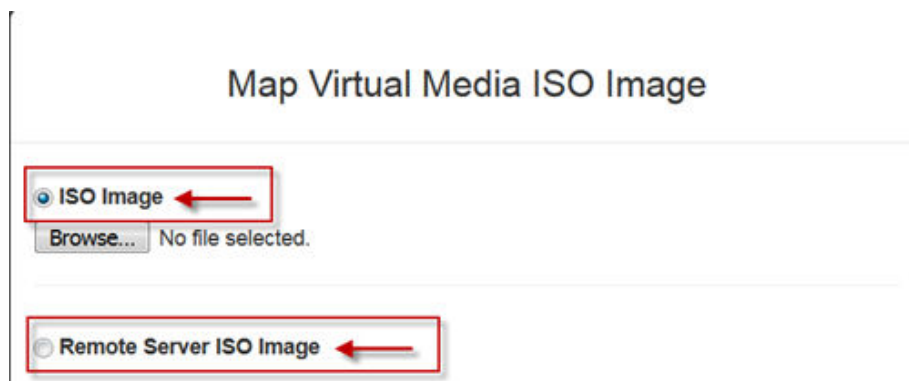 Map Virtual Media ISO Image
ISO Image
Browse... No file selected.
Remote Server ISO Image